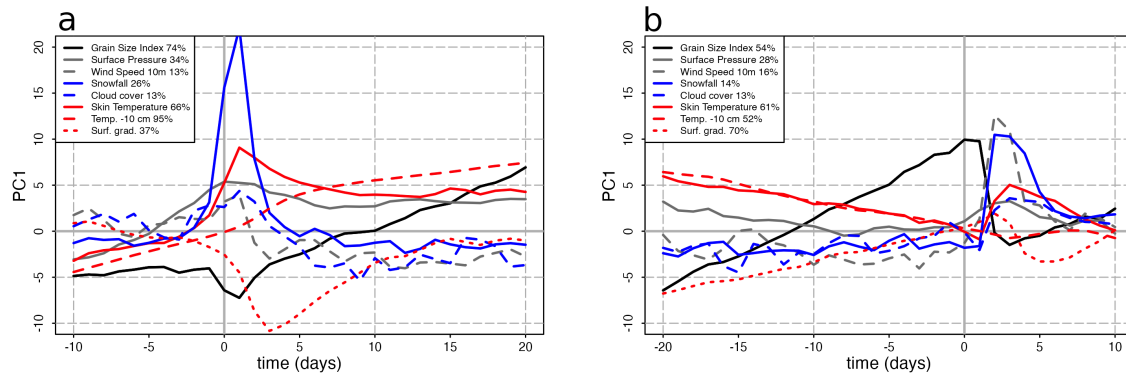 a
Grain Size Index 74%
Surface Pressure 34%
Wind Speed 10m 13%
Snowfall 26%
Cloud cover 13%
Skin Temperature 66%
Temp. -10 cm 95%
Surf. grad. 37%
PC1
20
15
10
5
0
-5
-10
-10 -5 0 5 10 15 20
time (days)
b
Grain Size Index 54%
Surface Pressure 28%
Wind Speed 10m 16%
Snowfall 14%
Cloud cover 13%
Skin Temperature 61%
Temp. -10 cm 52%
Surf. grad. 70%
PC1
20
15
10
5
0
-5
-10
-20 -15 -10 -5 0 5 10
time (days)